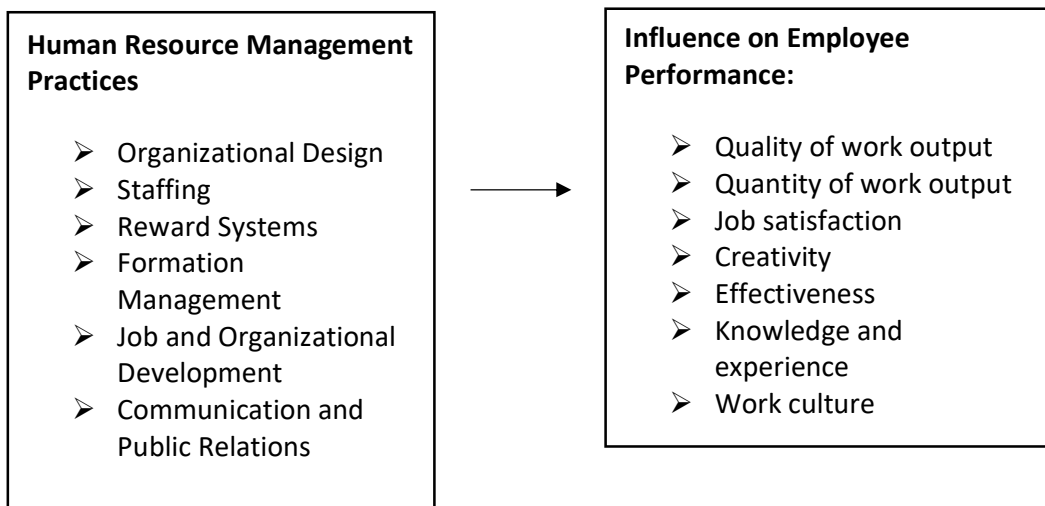 Human Resource Management
Practices
➢ Organizational Design
➢ Staffing
➢ Reward Systems
➢ Formation
Management
➢ Job and Organizational
Development
➢ Communication and
Public Relations
Influence on Employee
Performance:
➢ Quality of work output
➢ Quantity of work output
➢ Job satisfaction
➢ Creativity
➢ Effectiveness
➢ Knowledge and
experience
➢ Work culture